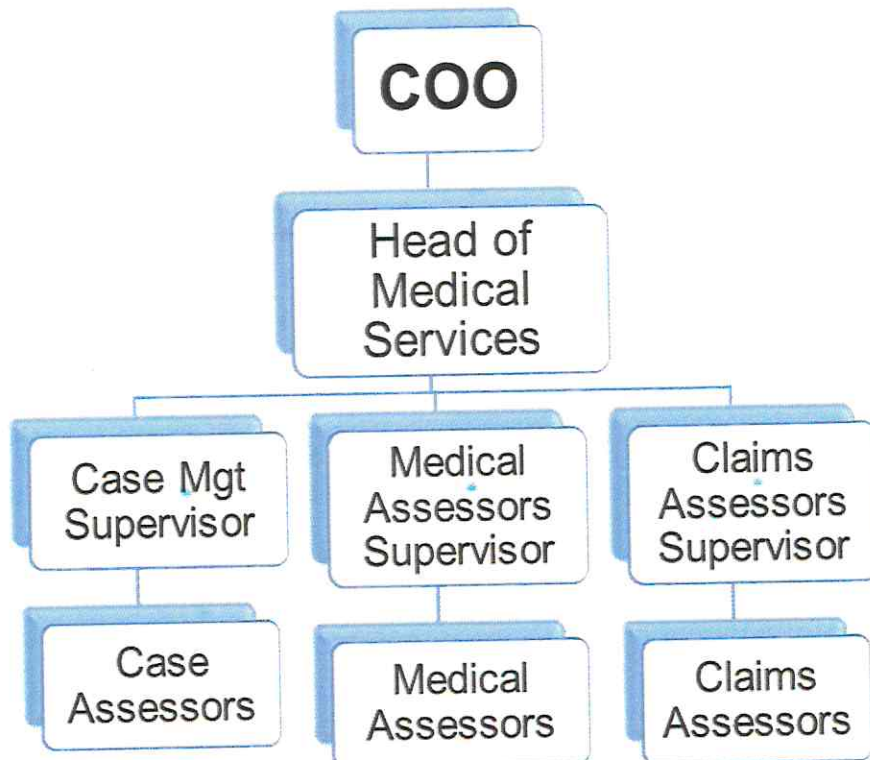 COO
Head of
Medical
Services
Case Mgt
Supervisor
Medical
Assessors
Supervisor
Claims
Assessors
Supervisor
Case
Assessors
Medical
Assessors
Claims
Assessors